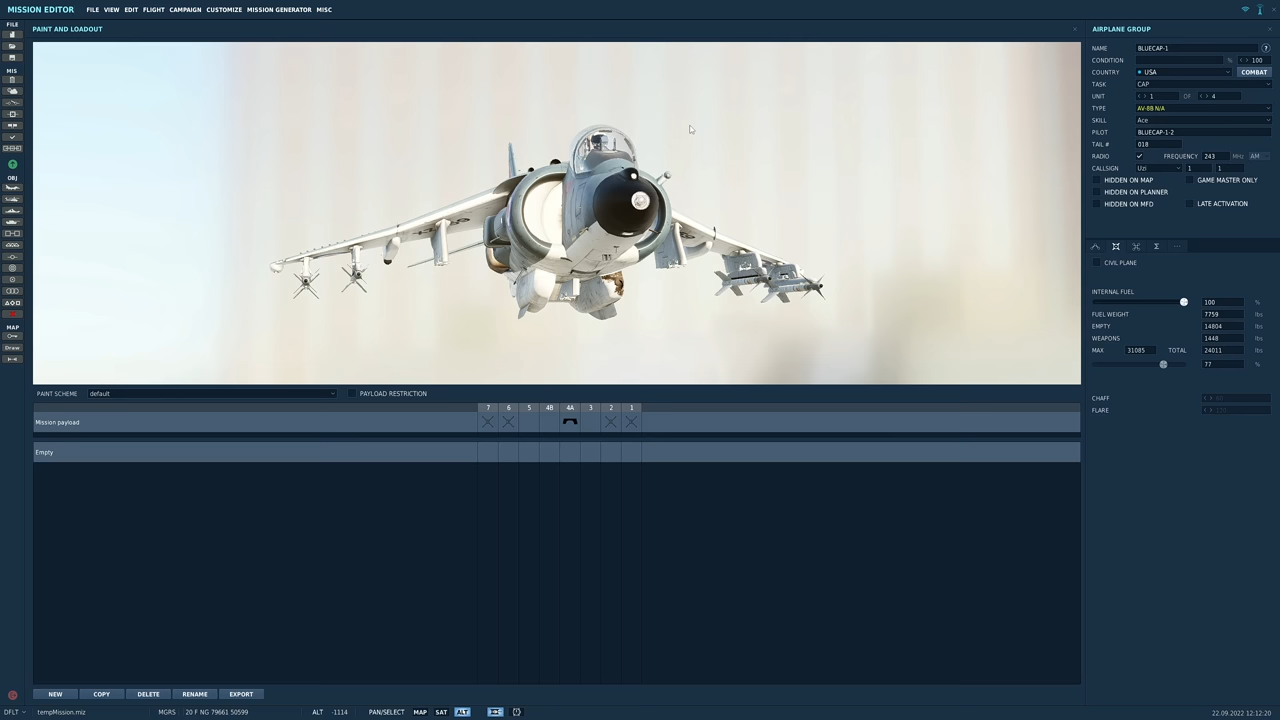 MISSION EDITOR FILE VIEW EDIT FLIGHT CAMPAIGN CUSTOMIZE MISSION GENERATOR MISC
FILE
MIS
OBJ
MAP
Draw
PAINT AND LOADOUT
PAINT SCHEME default PAYLOAD RESTRICTION
7 6 5 4B 4A 3 2 1
Mission payload
Empty
NEW COPY DELETE RENAME EXPORT
AIRPLANE GROUP
NAME BLUECAP-1 ?
CONDITION % 100
COUNTRY USA COMBAT
TASK CAP
UNIT 1 OF 4
TYPE AV-8B N/A
SKILL Ace
PILOT BLUECAP-1-2
TAIL # 018
RADIO FREQUENCY 243 MHz AM
CALLSIGN Uzi 1 1
HIDDEN ON MAP GAME MASTER ONLY
HIDDEN ON PLANNER
HIDDEN ON MFD LATE ACTIVATION
CIVIL PLANE
INTERNAL FUEL
100 %
FUEL WEIGHT 7759 lbs
EMPTY 14804 lbs
WEAPONS 1448 lbs
MAX 31085 TOTAL 24011 lbs
77 %
CHAFF
FLARE
DFLT tempMission.miz MGRS 20 F NG 79661 50599 ALT -1114 PAN/SELECT MAP SAT ALT 22.09.2022 12:12:20